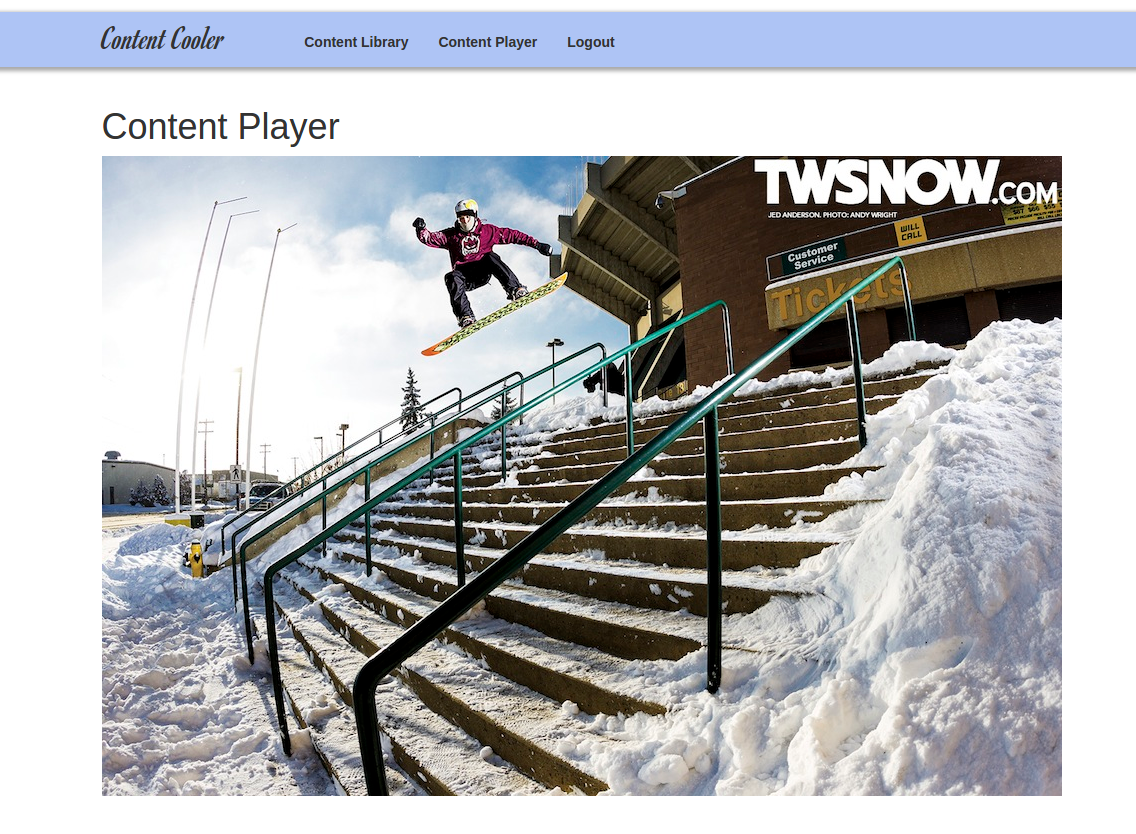 Content Cooler
Content Library
Content Player
Logout
Content Player
TWSNOW.COM
JED ANDERSON. PHOTO: ANDY WRIGHT
WILL
CALL
Customer
Service
Tickets